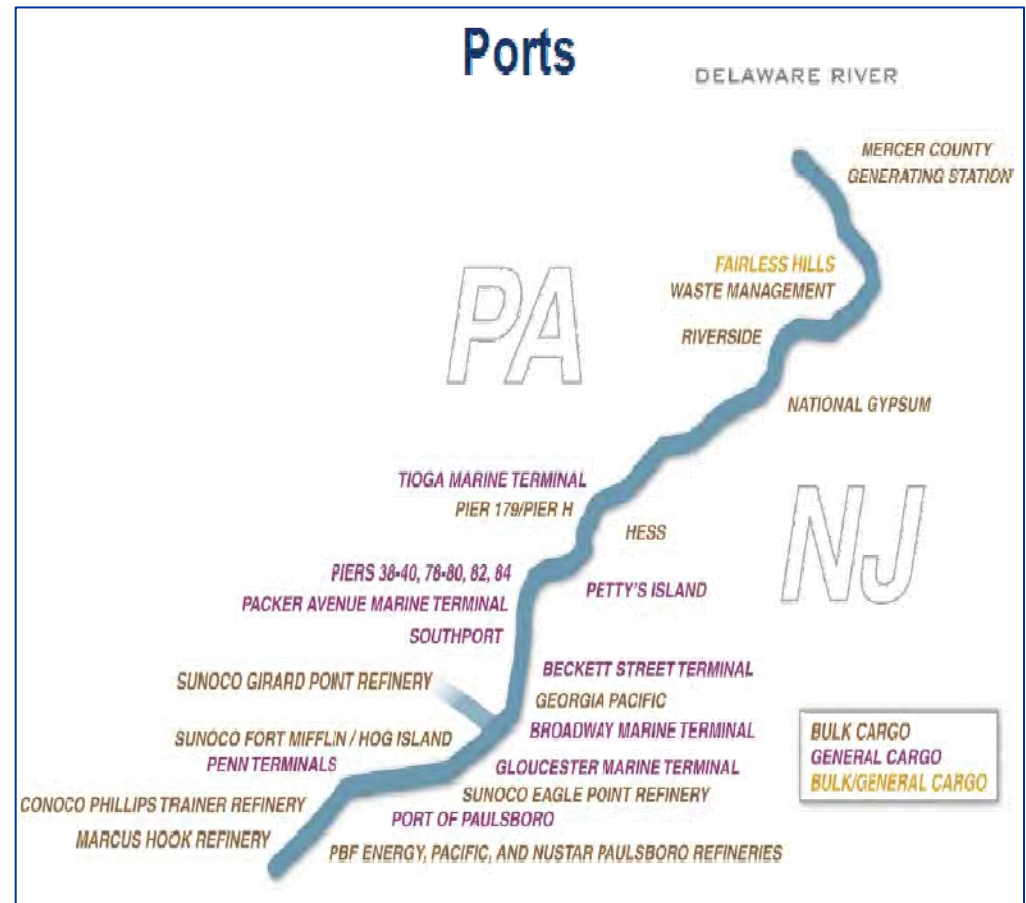 Ports
DELAWARE RIVER
MERCER COUNTY
GENERATING STATION
FAIRLESS HILLS
WASTE MANAGEMENT
RIVERSIDE
NATIONAL GYPSUM
PA
TIOGA MARINE TERMINAL
PIER 179/PIER H
HESS
NJ
PIERS 38-40, 78-80, 82, 84
PETTY'S ISLAND
PACKER AVENUE MARINE TERMINAL
SOUTHPORT
BECKETT STREET TERMINAL
SUNOCO GIRARD POINT REFINERY
GEORGIA PACIFIC
BROADWAY MARINE TERMINAL
SUNOCO FORT MIFFLIN / HOG ISLAND
PENN TERMINALS
GLOUCESTER MARINE TERMINAL
SUNOCO EAGLE POINT REFINERY
CONOCO PHILLIPS TRAINER REFINERY
PORT OF PAULSBORO
MARCUS HOOK REFINERY
PBF ENERGY, PACIFIC, AND NUSTAR PAULSBORO REFINERIES
BULK CARGO
GENERAL CARGO
BULK/GENERAL CARGO